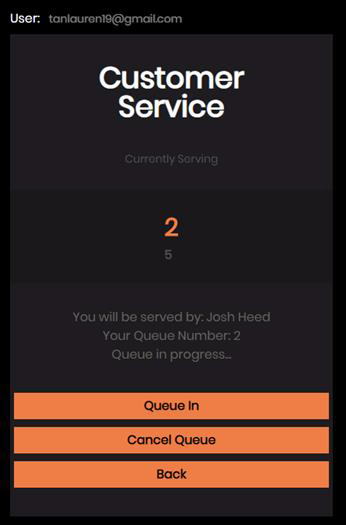 User: tanlauren19@gmail.com
Customer
Service
Currently Serving
2
5
You will be served by: Josh Heed
Your Queue Number: 2
Queue in progress...
Queue In
Cancel Queue
Back